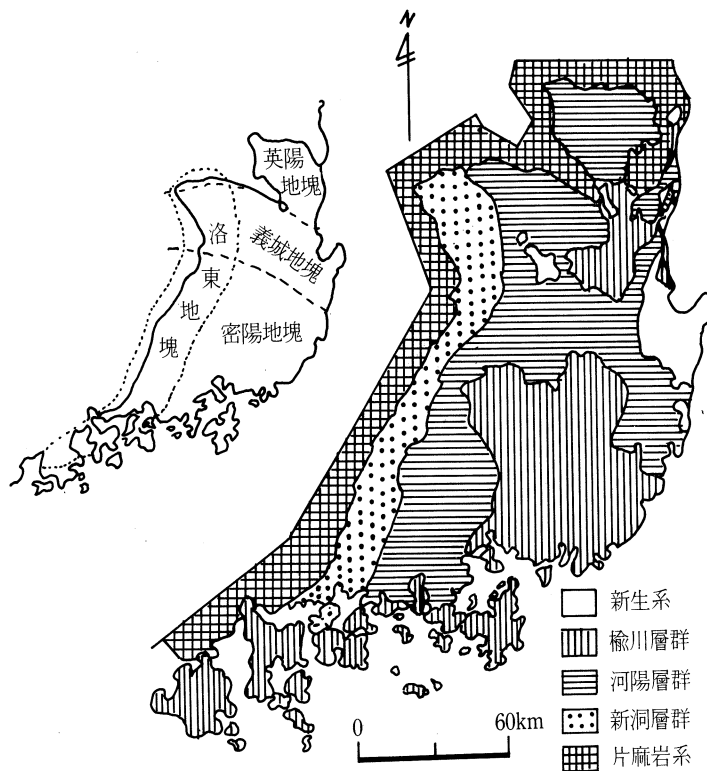 N
英陽
地塊
義城地塊
洛東地塊
密陽地塊
新生系
楡川層群
河陽層群
新洞層群
片麻岩系
0 60km